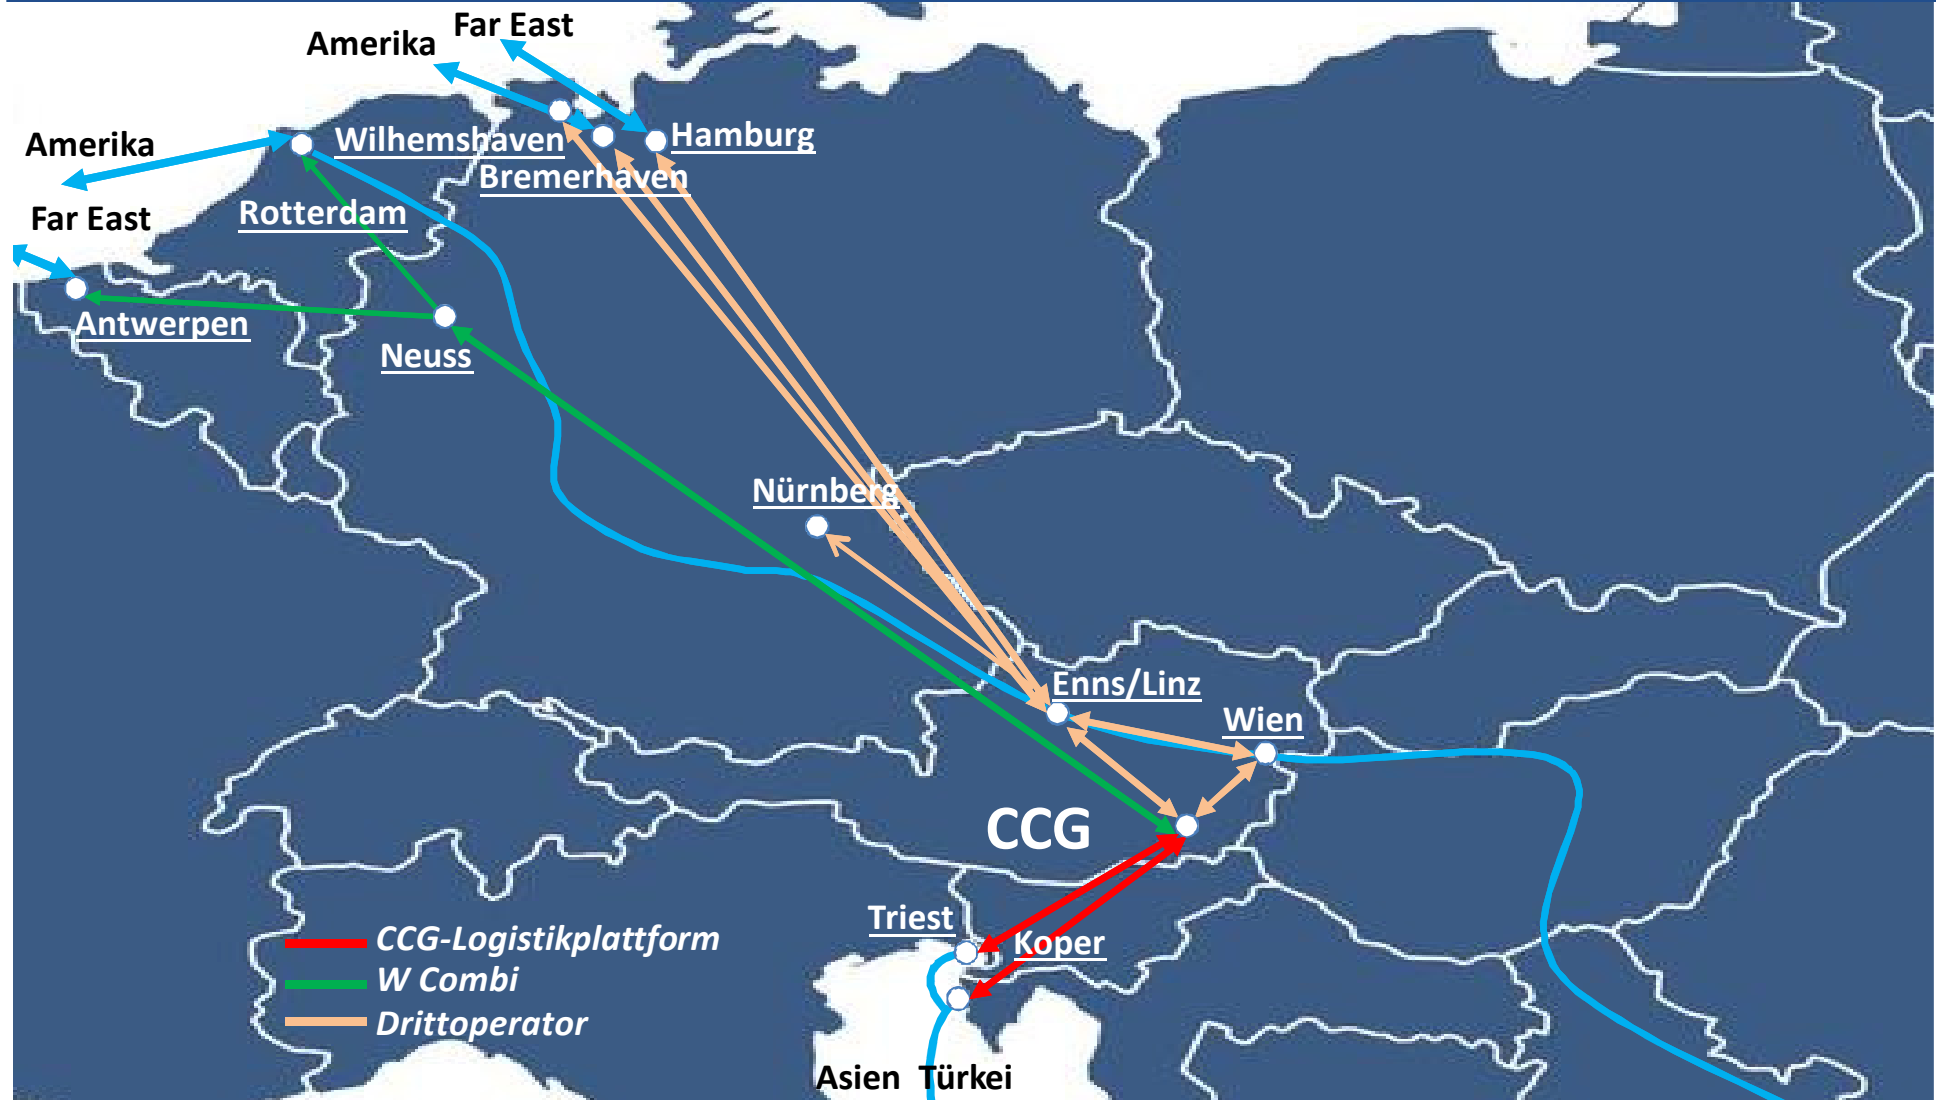 Far East
Amerika
Amerika
Wilhemshaven
Hamburg
Bremerhaven
Rotterdam
Far East
Antwerpen
Neuss
Nürnberg
Enns/Linz
Wien
CCG
Triest
Koper
CCG-Logistikplattform
W Combi
Drittoperator
Asien Türkei